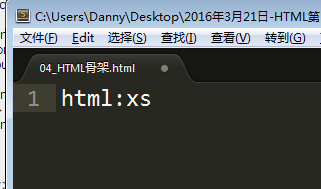 C:\Users\Danny\Desktop\2016年3月21日-HTML第
文件(F) Edit 选择(S) 查找(I) 查看(V) 转到(G)
04_HTML骨架.html
1 html:xs